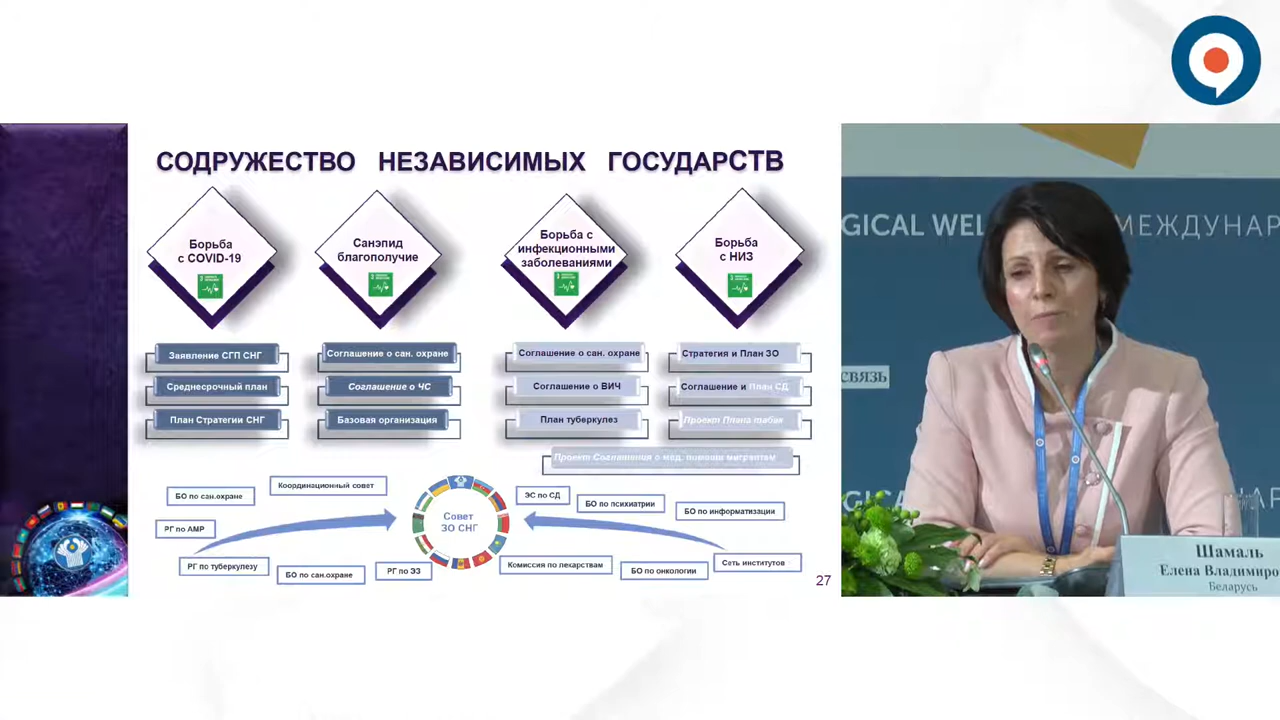 СОДРУЖЕСТВО НЕЗАВИСИМЫХ ГОСУДАРСТВ
Борьба
с COVID-19
Санэпид
благополучие
Борьба с
инфекционными
заболеваниями
Борьба
с НИЗ
Заявление СГП СНГ
Среднесрочный план
План Стратегии СНГ
Соглашение о сан. охране
Соглашение о ЧС
Базовая организация
Соглашение о сан. охране
Соглашение о ВИЧ
План туберкулез
Стратегия и План ЗО
Соглашение и План СД
Проект Плана табак
Проект Соглашения о мед. помощи мигрантам
БО по сан.охране
Координационный совет
РГ по АМР
РГ по туберкулезу
БО по сан.охране
РГ по ЭЗ
Совет
ЗО СНГ
ЭС по СД
БО по психиатрии
БО по информатизации
Комиссия по лекарствам
БО по онкологии
Сеть институтов
27
GICAL WEL
МЕЖДУНАР
СВЯЗЬ
GICA
НАР
Шамаль
Елена Владимиро
Беларусь